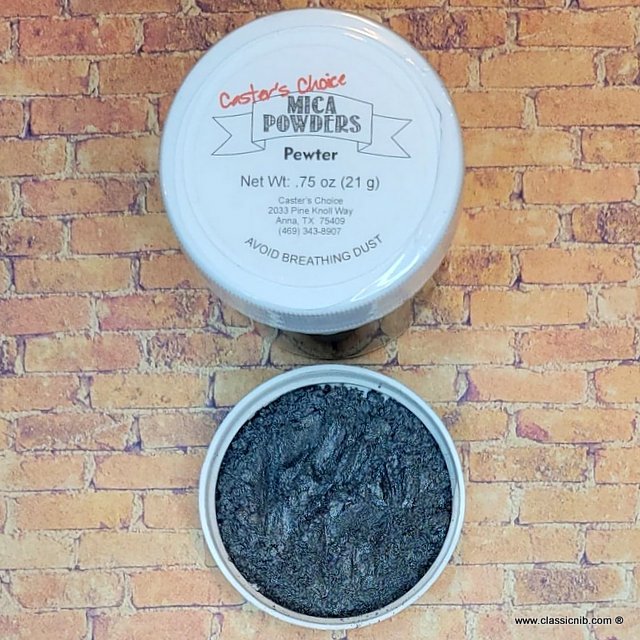 Caster's Choice
MICA
POWDERS
Pewter
Net Wt: .75 oz (21 g)
Caster's Choice
2033 Pine Knoll Way
Anna, TX 75409
(469) 343-8907
AVOID BREATHING DUST
www.classicnib.com ®